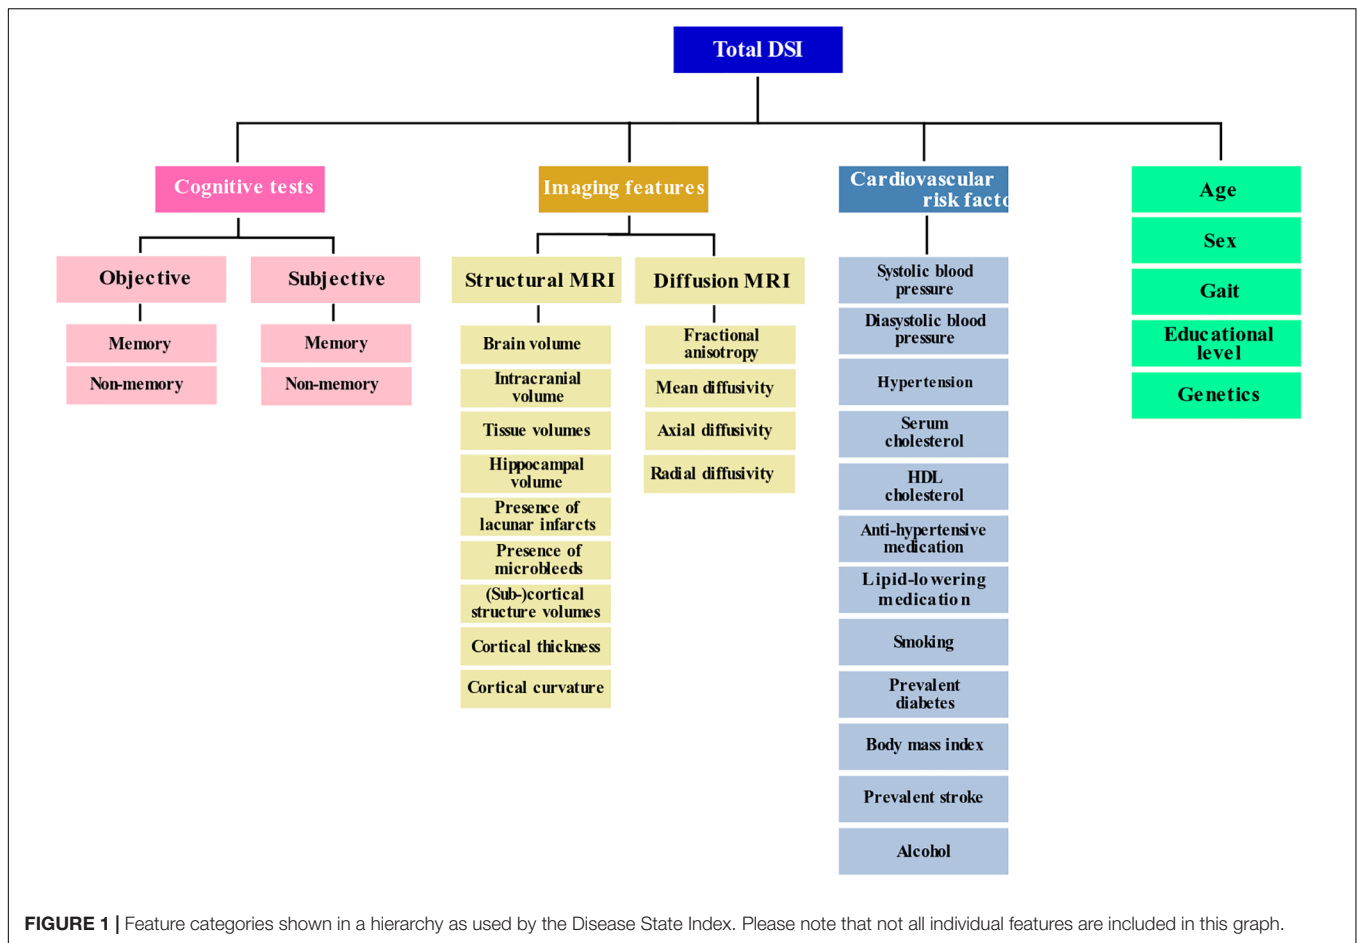 Total DSI
Cognitive tests
Objective
Memory
Non-memory
Subjective
Memory
Non-memory
Imaging features
Structural MRI
Brain volume
Intracranial
volume
Tissue volumes
Hippocampal
volume
Presence of
lacunar infarcts
Presence of
microbleeds
(Sub-)cortical
structure volumes
Cortical thickness
Cortical curvature
Diffusion MRI
Fractional
anisotropy
Mean diffusivity
Axial diffusivity
Radial diffusivity
Cardiovascular
risk facto
Systolic blood
pressure
Diasystolic blood
pressure
Hypertension
Serum
cholesterol
HDL
cholesterol
Anti-hypertensive
medication
Lipid-lowering
medication
Smoking
Prevalent
diabetes
Body mass index
Prevalent stroke
Alcohol
Age
Sex
Gait
Educational
level
Genetics
FIGURE 1 | Feature categories shown in a hierarchy as used by the Disease State Index. Please note that not all individual features are included in this graph.